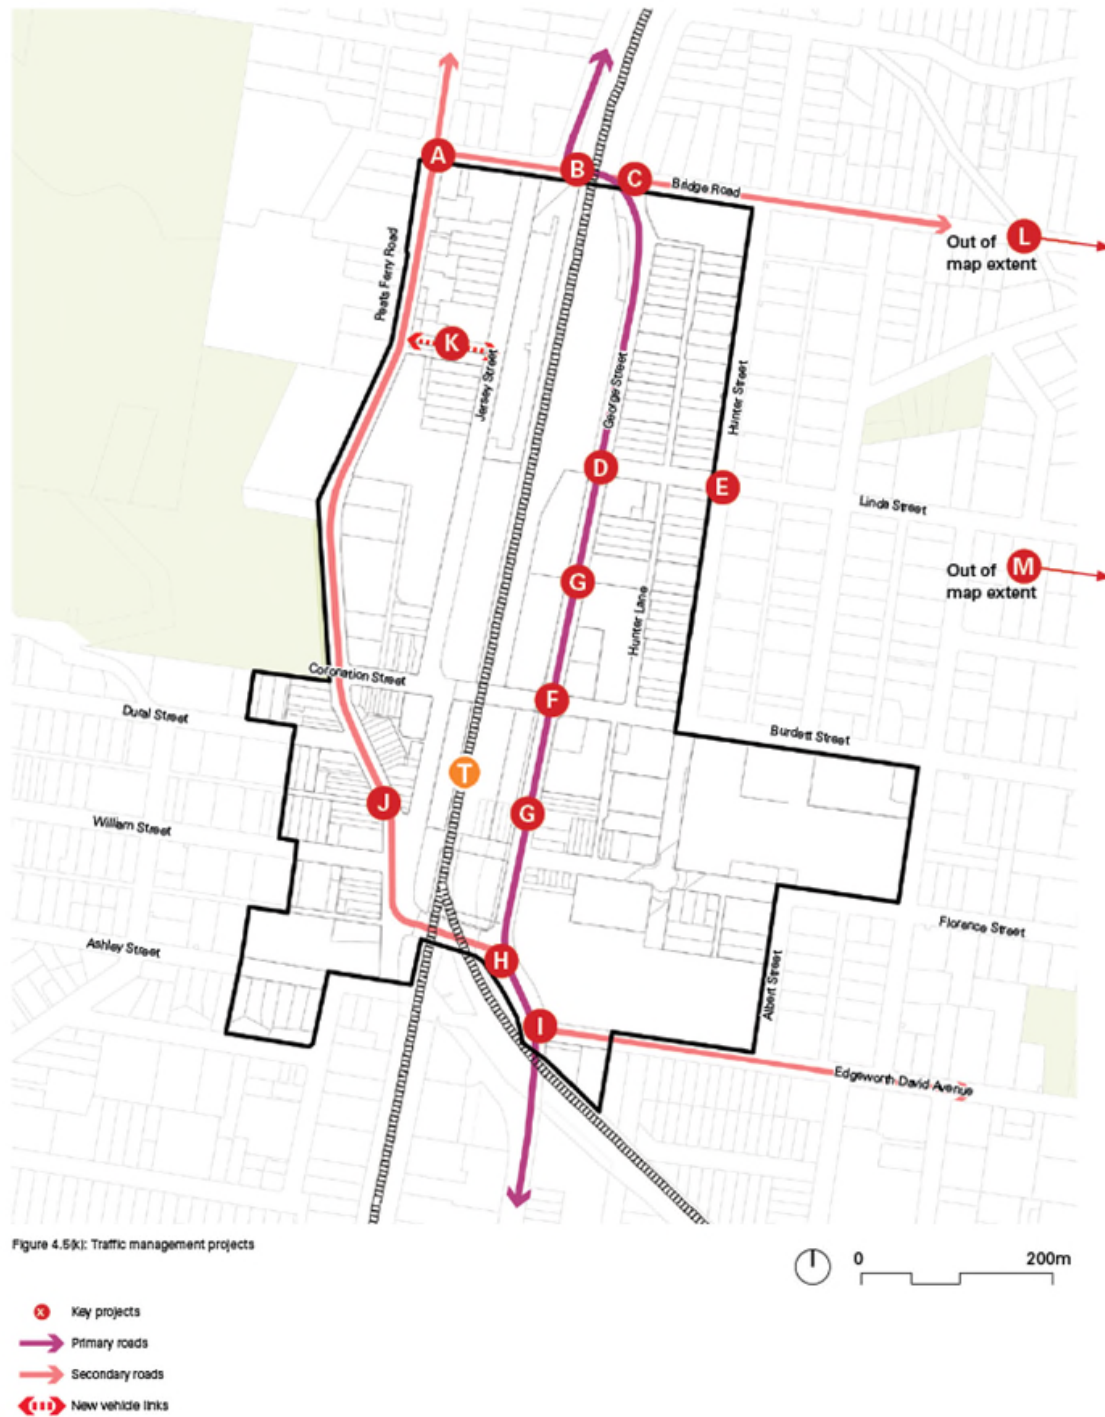 A
B
C
Bridge Road
L
Out of
map extent
Peats Ferry Road
K
Jersey Street
George Street
Hunter Street
D
E
Linda Street
M
Out of
map extent
G
Hunter Lane
F
Coronation Street
Dural Street
Burdett Street
T
J
G
William Street
Florence Street
Ashley Street
H
Albert Street
I
Edgeworth David Avenue
Figure 4.5(k): Traffic management projects
0 200m
X Key projects
Primary roads
Secondary roads
New vehicle links